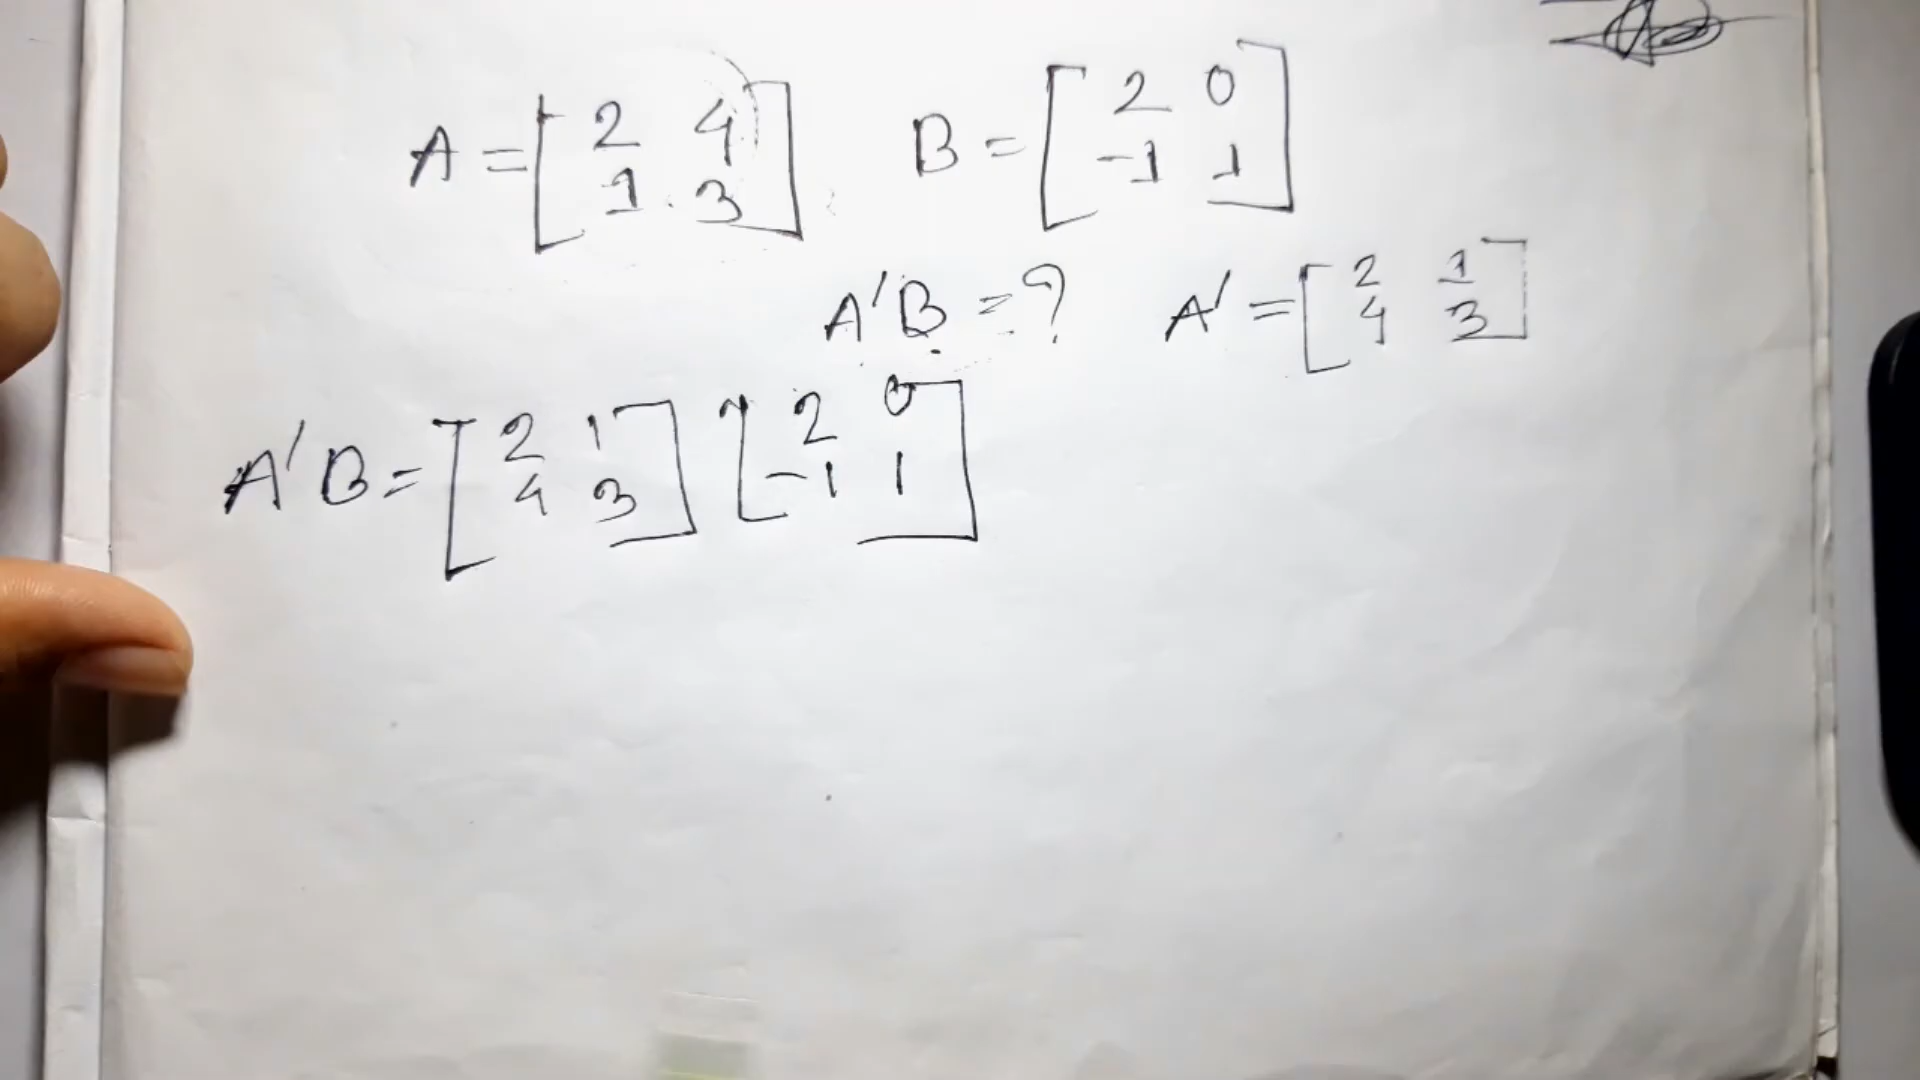 A = [ 2 4 1 3 ] B = [ 2 0 -1 1 ]
A'B = ? A' = [ 2 1 4 3 ]
A'B = [ 2 1 4 3 ] [ 2 0 -1 1 ]